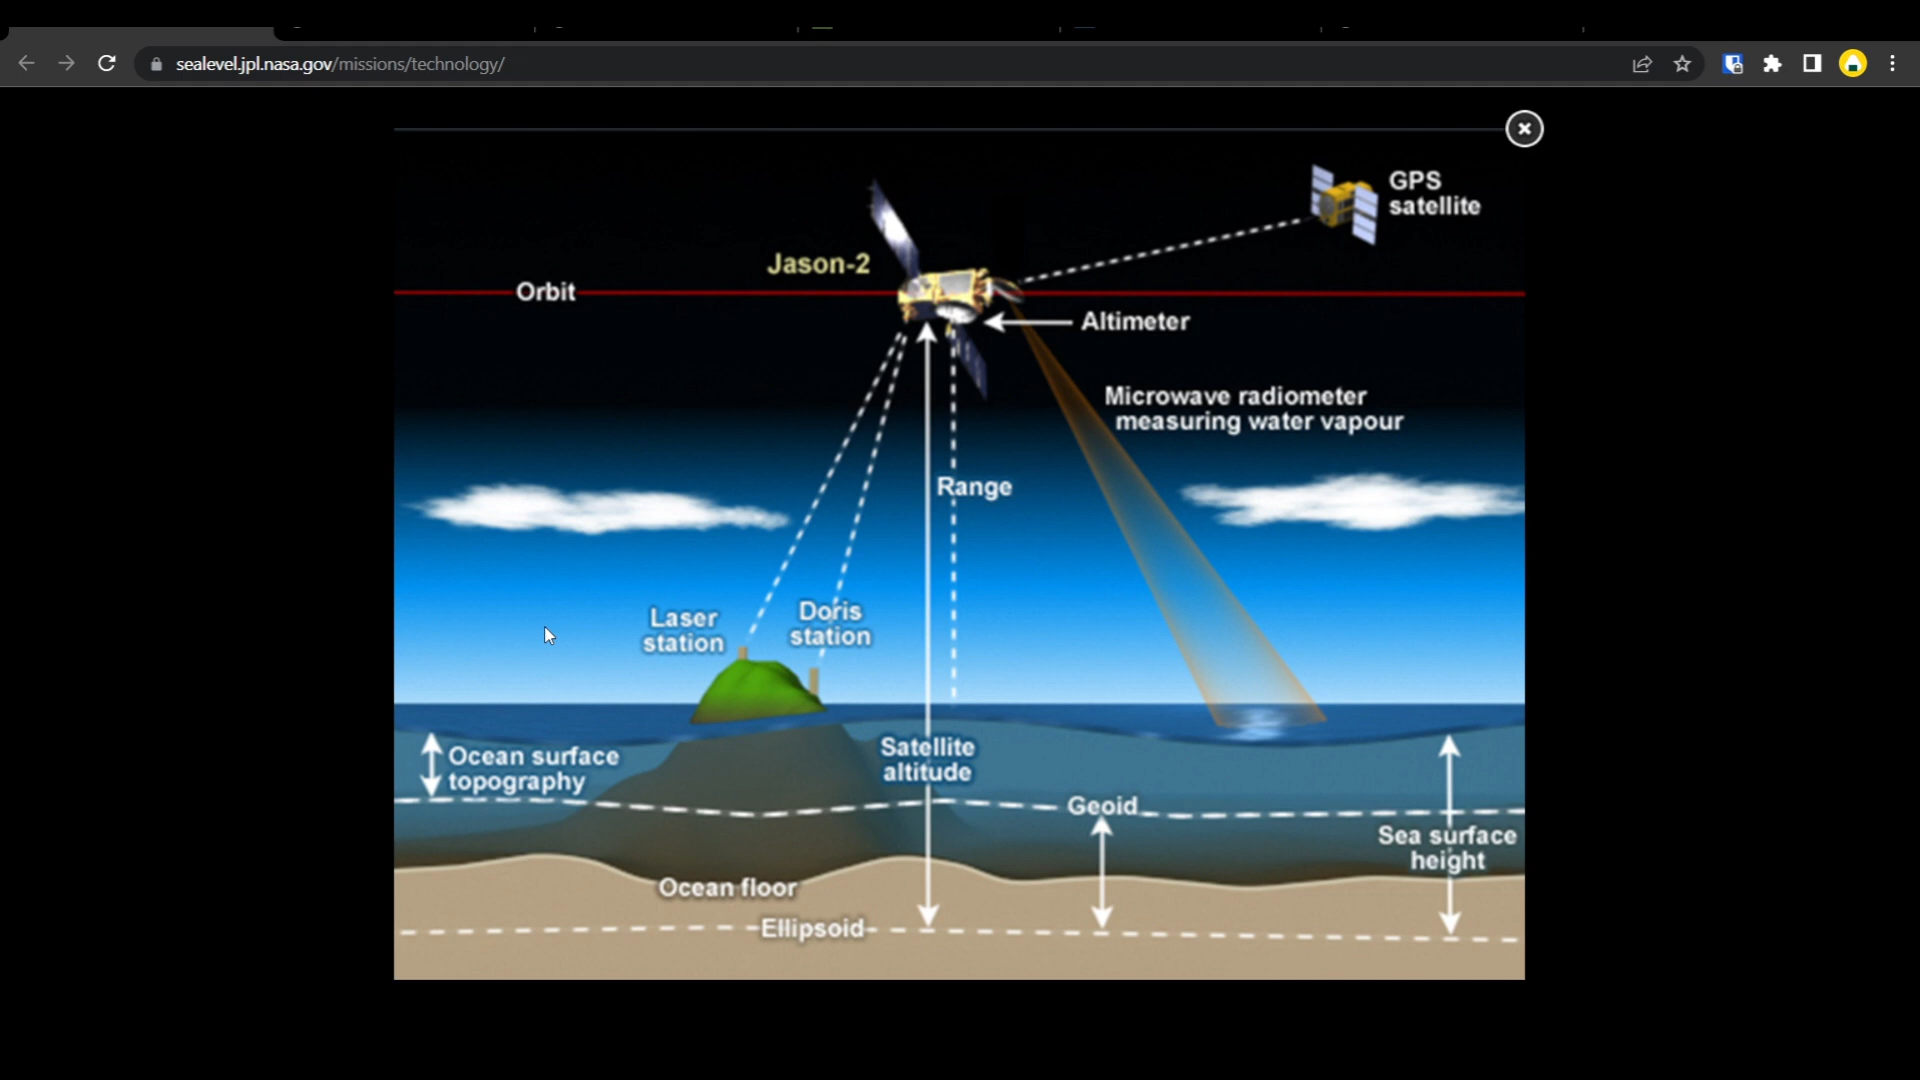 sealevel.jpl.nasa.gov/missions/technology/
GPS
satellite
Jason-2
Orbit
Altimeter
Microwave radiometer
measuring water vapour
Range
Laser
station
Doris
station
Ocean surface
topography
Satellite
altitude
Geoid
Sea surface
height
Ocean floor
Ellipsoid